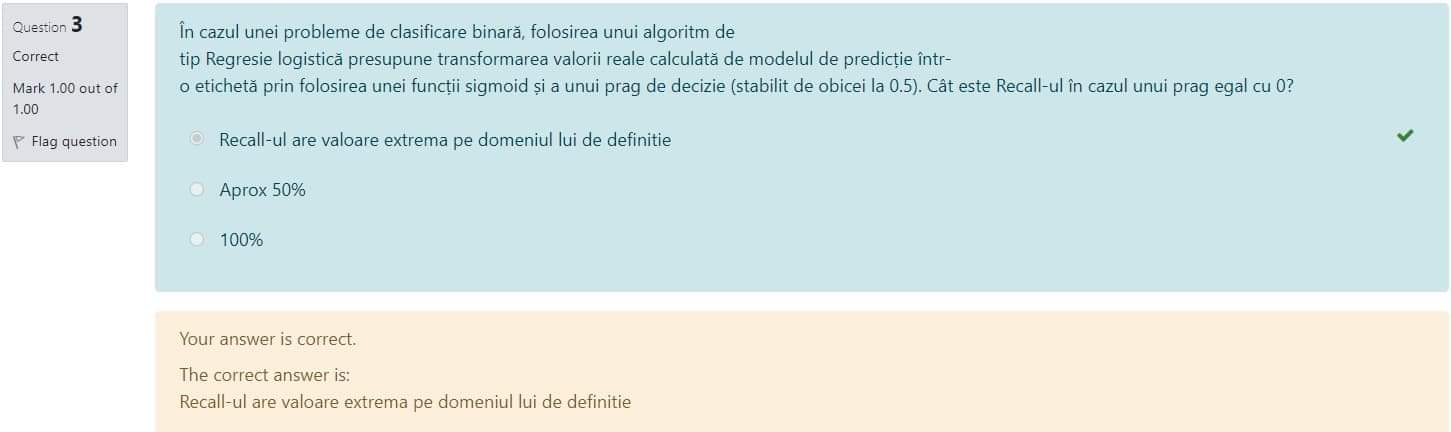 Question 3
Correct
Mark 1.00 out of
1.00
Flag question
În cazul unei probleme de clasificare binară, folosirea unui algoritm de
tip Regresie logistică presupune transformarea valorii reale calculată de modelul de predicție într-
o etichetă prin folosirea unei funcții sigmoid și a unui prag de decizie (stabilit de obicei la 0.5). Cât este Recall-ul în cazul unui prag egal cu 0?
Recall-ul are valoare extrema pe domeniul lui de definitie
Aprox 50%
100%
Your answer is correct.
The correct answer is:
Recall-ul are valoare extrema pe domeniul lui de definitie